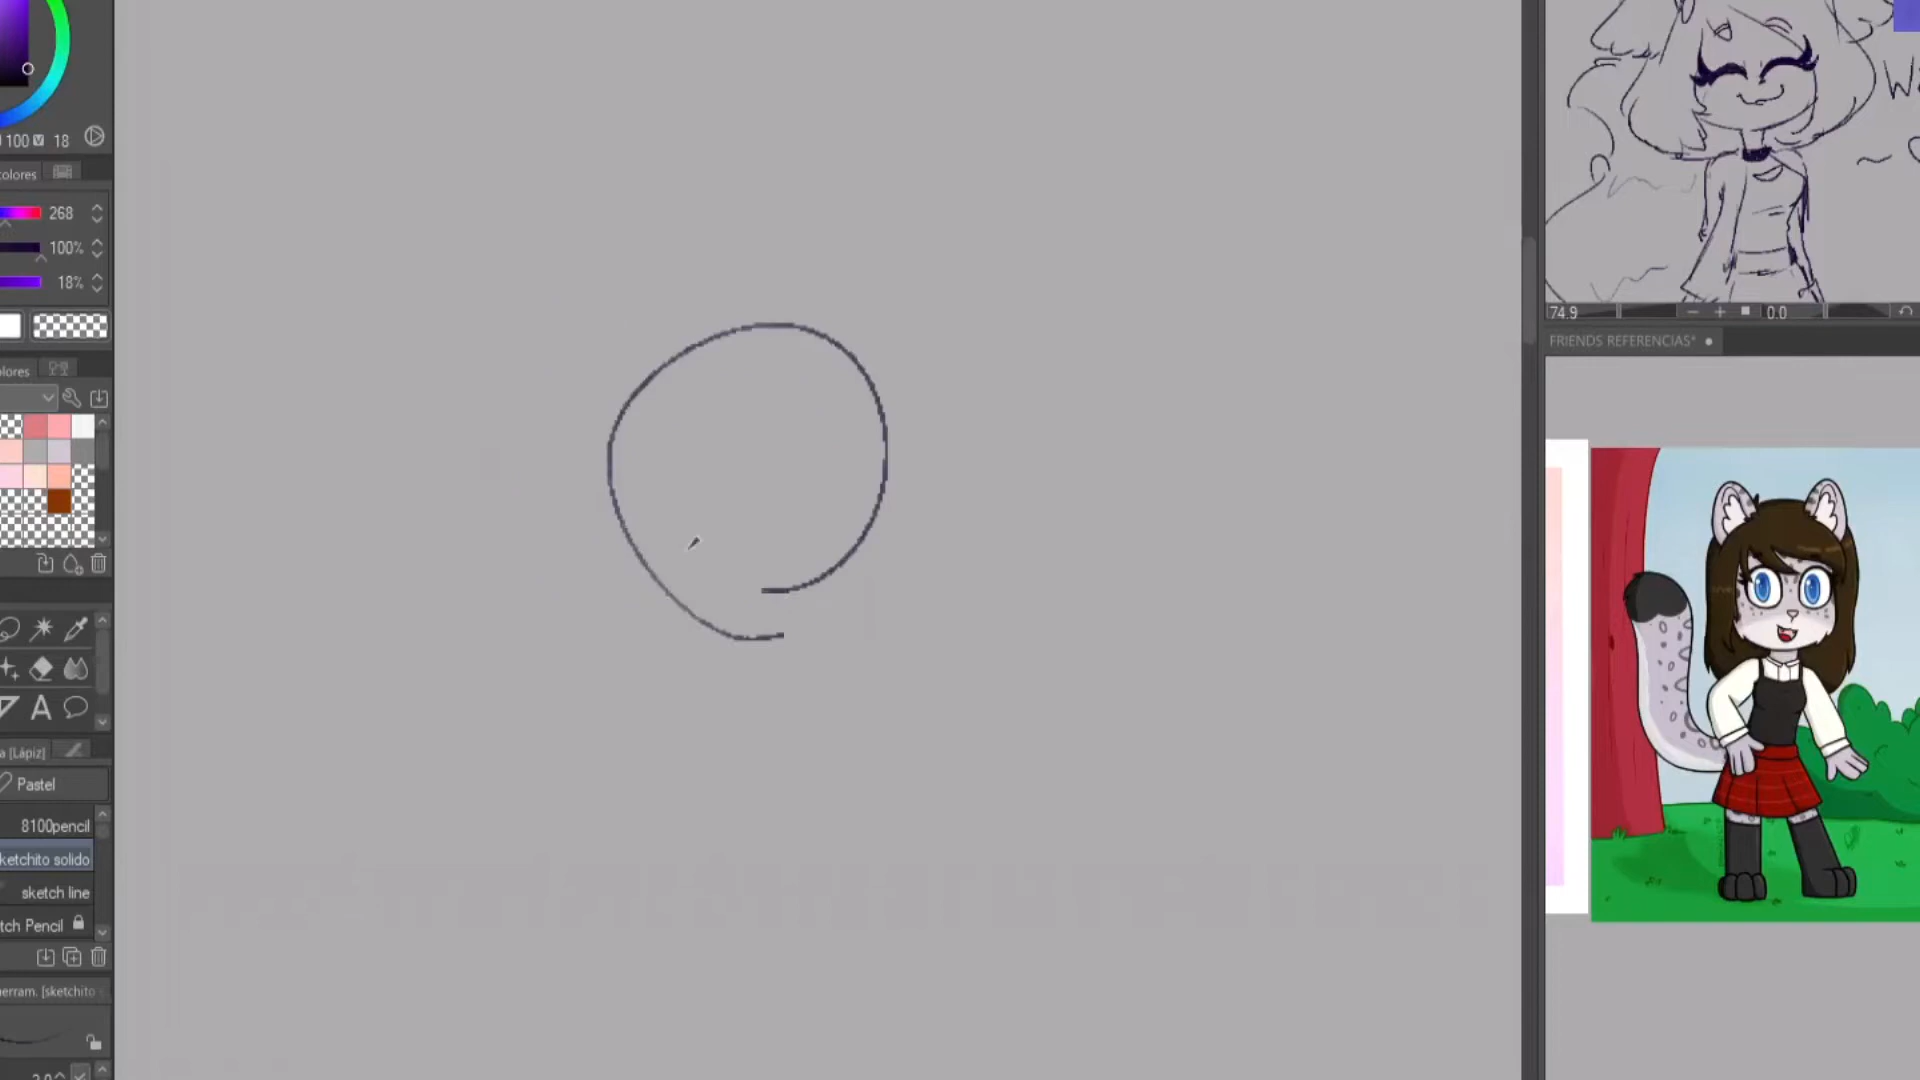 100 18
colores
268
100%
18%
lores
A
a [Lápiz]
Pastel
8100pencil
ketchito solido
sketch line
tch Pencil
erram. [sketchito
74.9
0.0
FRIENDS REFERENCIAS*